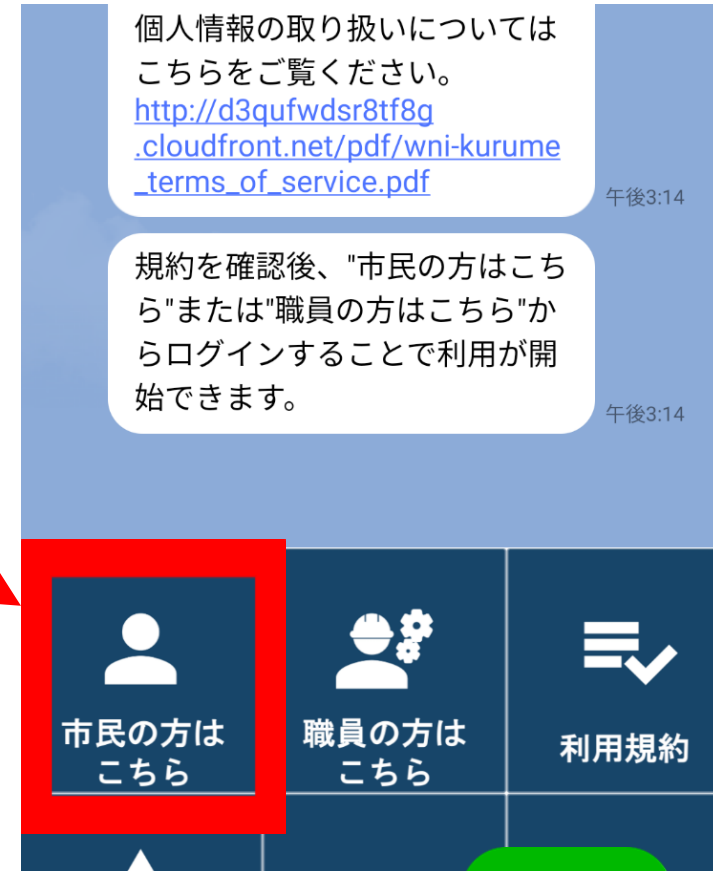 個人情報の取り扱いについては
こちらをご覧ください。
http://d3qufwdsr8tf8g
.cloudfront.net/pdf/wni-kurume
_terms_of_service.pdf
午後3:14
規約を確認後、"市民の方はこち
ら"または"職員の方はこちら"か
らログインすることで利用が開
始できます。
午後3:14
市民の方は
こちら
職員の方は
こちら
利用規約